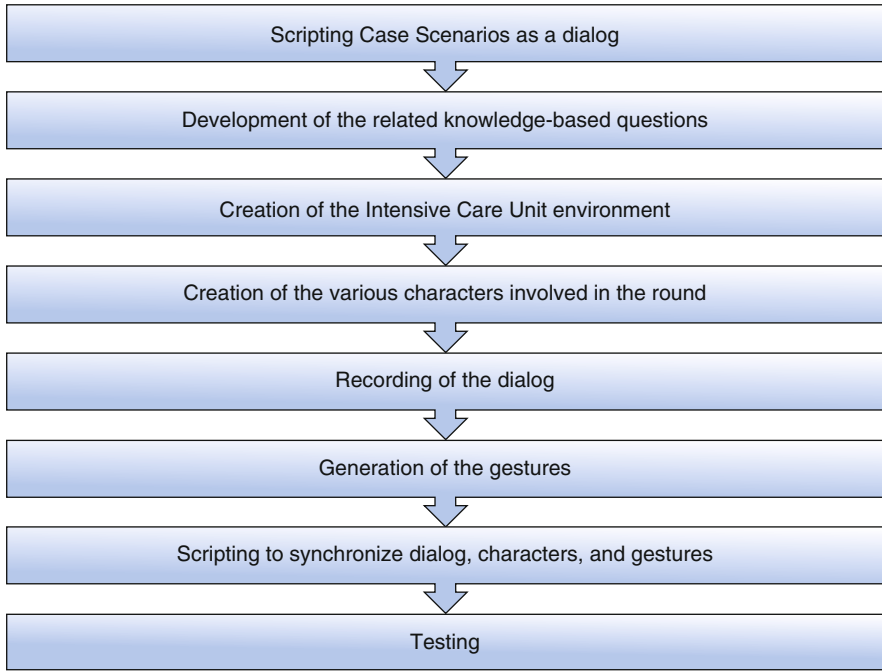 Scripting Case Scenarios as a dialog
Development of the related knowledge-based questions
Creation of the Intensive Care Unit environment
Creation of the various characters involved in the round
Recording of the dialog
Generation of the gestures
Scripting to synchronize dialog, characters, and gestures
Testing